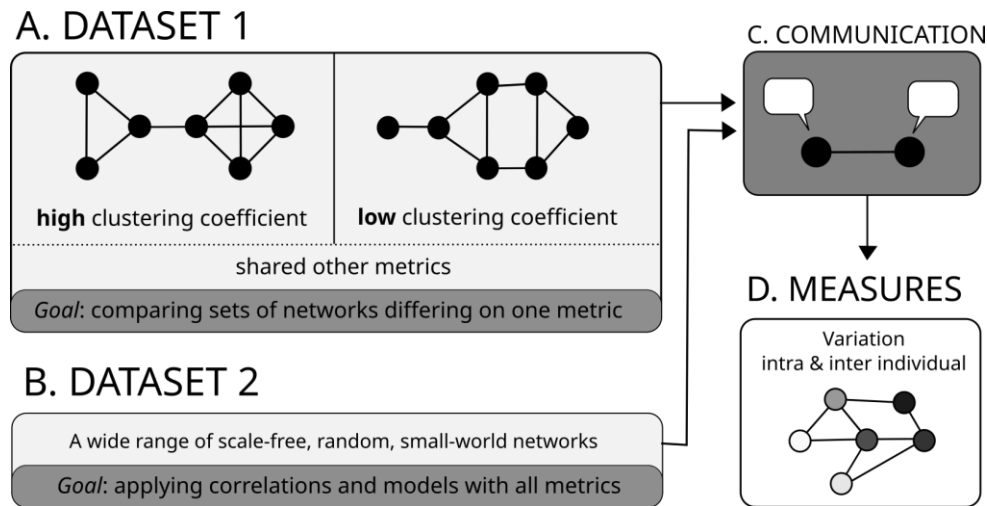 A. DATASET 1
high clustering coefficient
low clustering coefficient
shared other metrics
Goal: comparing sets of networks differing on one metric
B. DATASET 2
A wide range of scale-free, random, small-world networks
Goal: applying correlations and models with all metrics
C. COMMUNICATION
D. MEASURES
Variation
intra & inter individual